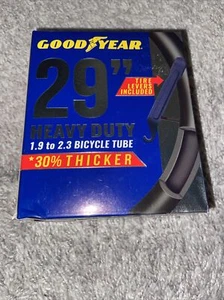 GOODYEAR
29"
TIRE
LEVERS
INCLUDED
HEAVY DUTY
1.9 to 2.3 BICYCLE TUBE
*30% THICKER